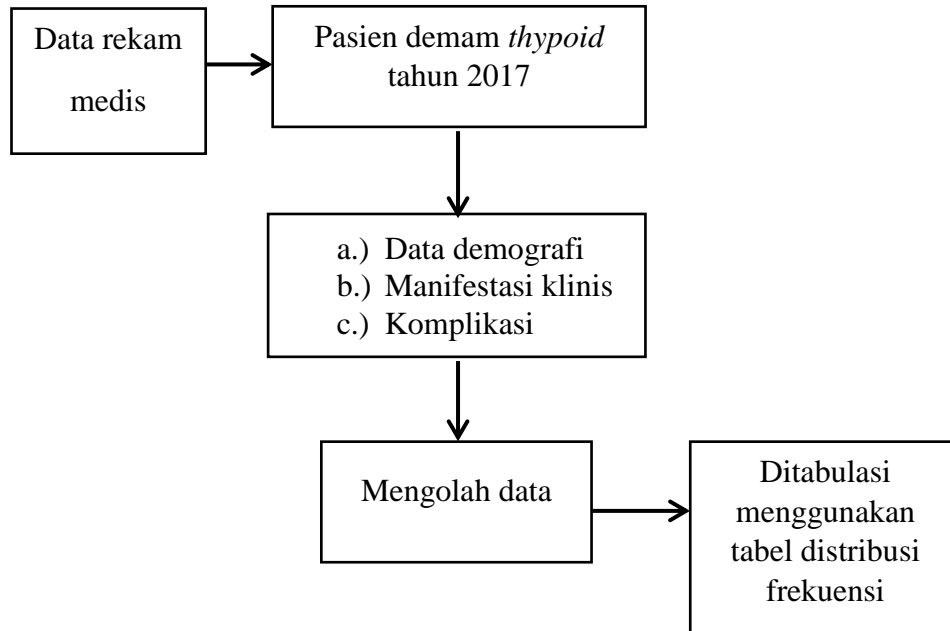 Data rekam
medis
Pasien demam thypoid
tahun 2017
a.) Data demografi
b.) Manifestasi klinis
c.) Komplikasi
Mengolah data
Ditabulasi
menggunakan
tabel distribusi
frekuensi